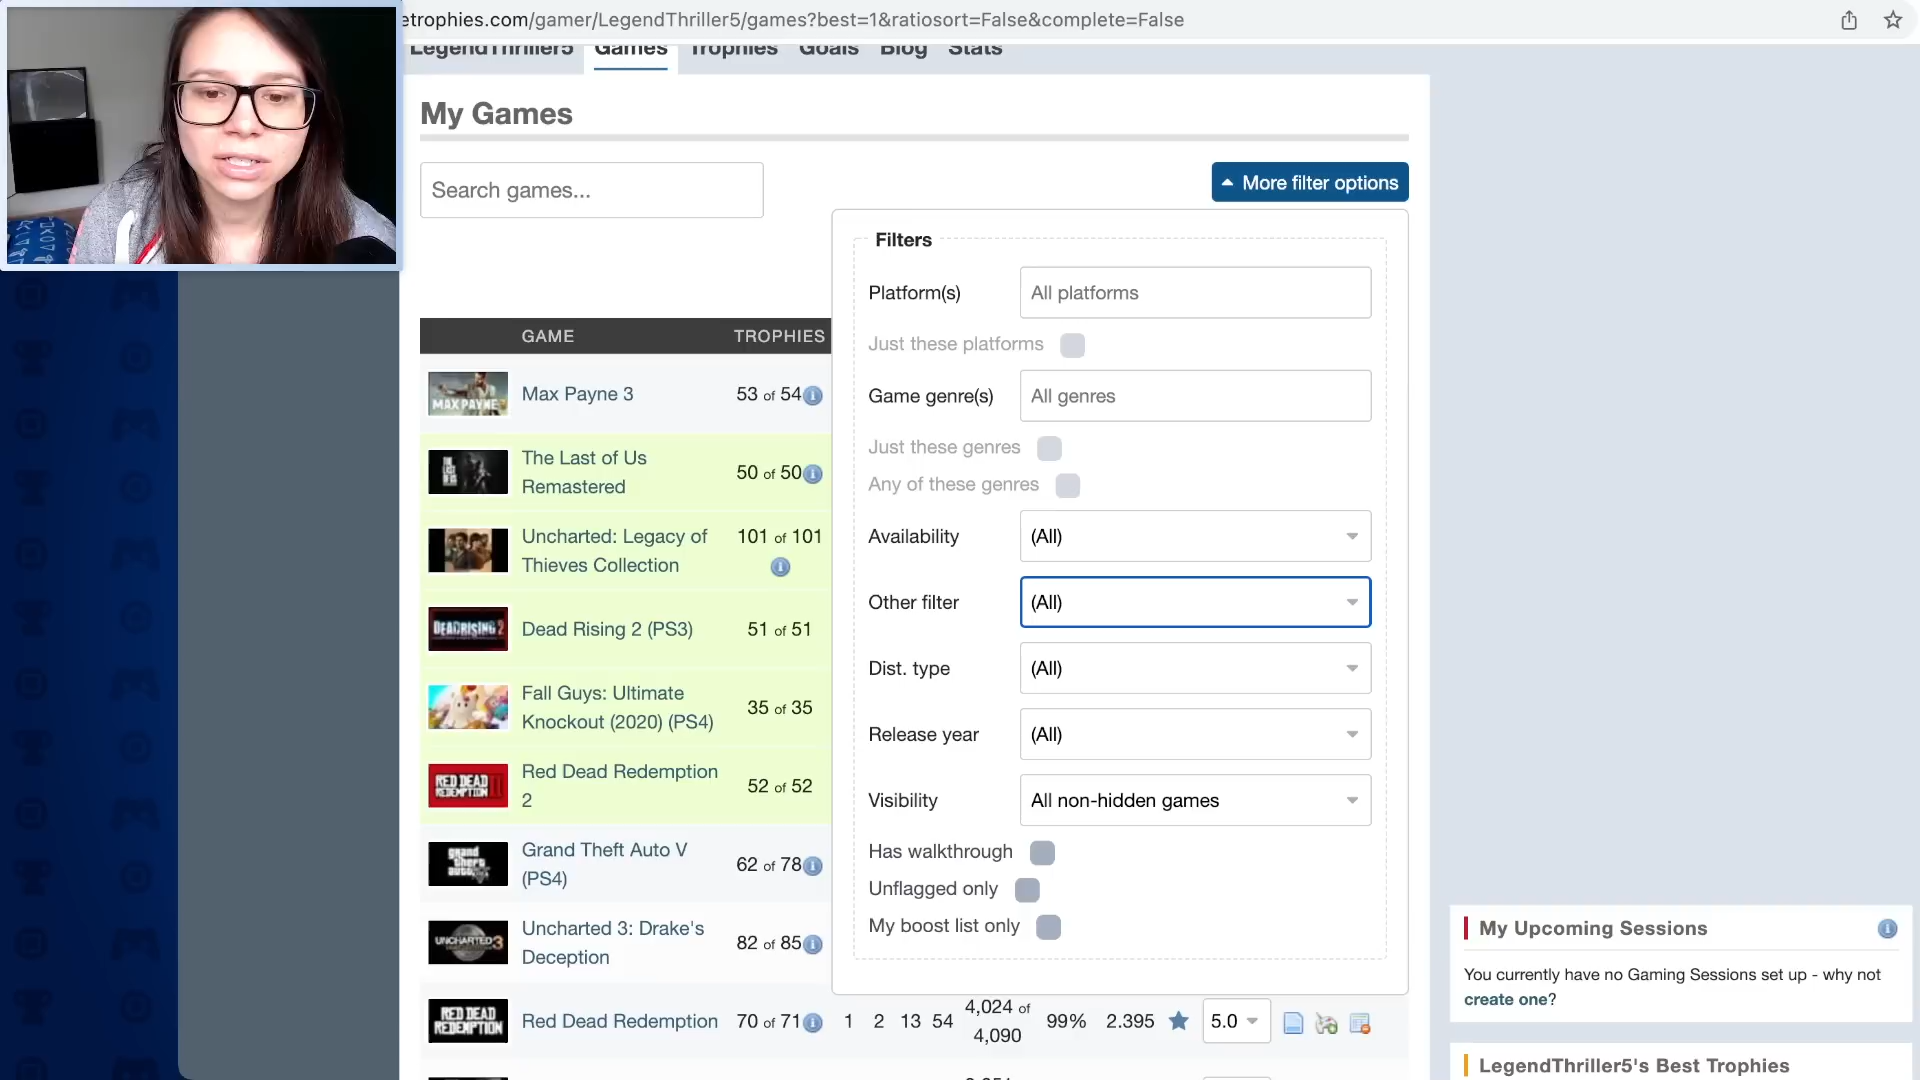 etrophies.com/gamer/LegendThriller5/games?best=1&ratiosort=False&complete=False
LegendThriller5 Games Trophies Goals Blog Stats
My Games
Search games...
More filter options
Filters
Platform(s) All platforms
Just these platforms
Game genre(s) All genres
Just these genres
Any of these genres
Availability (All)
Other filter (All)
Dist. type (All)
Release year (All)
Visibility All non-hidden games
Has walkthrough
Unflagged only
My boost list only
GAME TROPHIES
MAX PAYNE
Max Payne 3 53 of 54
The Last of Us
Remastered
50 of 50
Uncharted: Legacy of
Thieves Collection
101 of 101
DEADRISING 2
Dead Rising 2 (PS3) 51 of 51
Fall Guys: Ultimate
Knockout (2020) (PS4)
35 of 35
RED DEAD
REDEMPTION II
Red Dead Redemption
2
52 of 52
grand
theft
auto V
Grand Theft Auto V
(PS4)
62 of 78
UNCHARTED 3
Uncharted 3: Drake's
Deception
82 of 85
RED DEAD
REDEMPTION
Red Dead Redemption 70 of 71 1 2 13 54 4,024 of
4,090
99% 2.395 5.0
My Upcoming Sessions
You currently have no Gaming Sessions set up - why not
create one?
LegendThriller5's Best Trophies